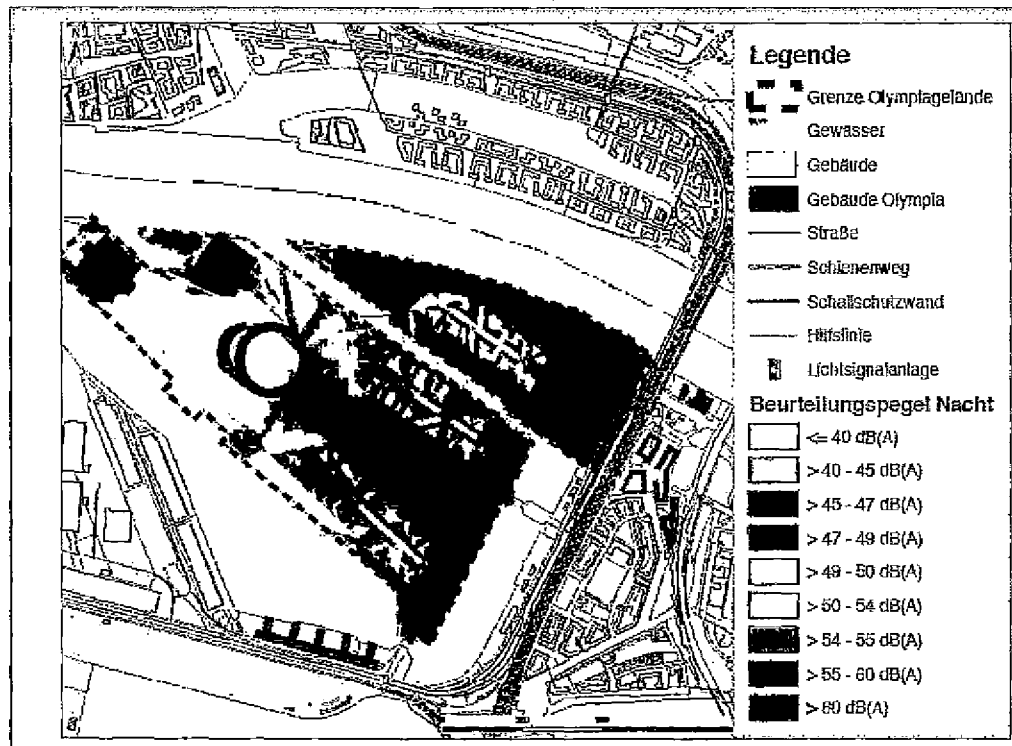 Legende
Grenze Olympiagelände
Gewässer
Gebäude
Gebäude Olympia
Straße
Schienenweg
Schallschutzwand
Hilfslinie
Lichtsignalanlage
Beurteilungspegel Nacht
<= 40 dB(A)
> 40 - 45 dB(A)
> 45 - 47 dB(A)
> 47 - 49 dB(A)
> 49 - 50 dB(A)
> 50 - 54 dB(A)
> 54 - 55 dB(A)
> 55 - 60 dB(A)
> 60 dB(A)